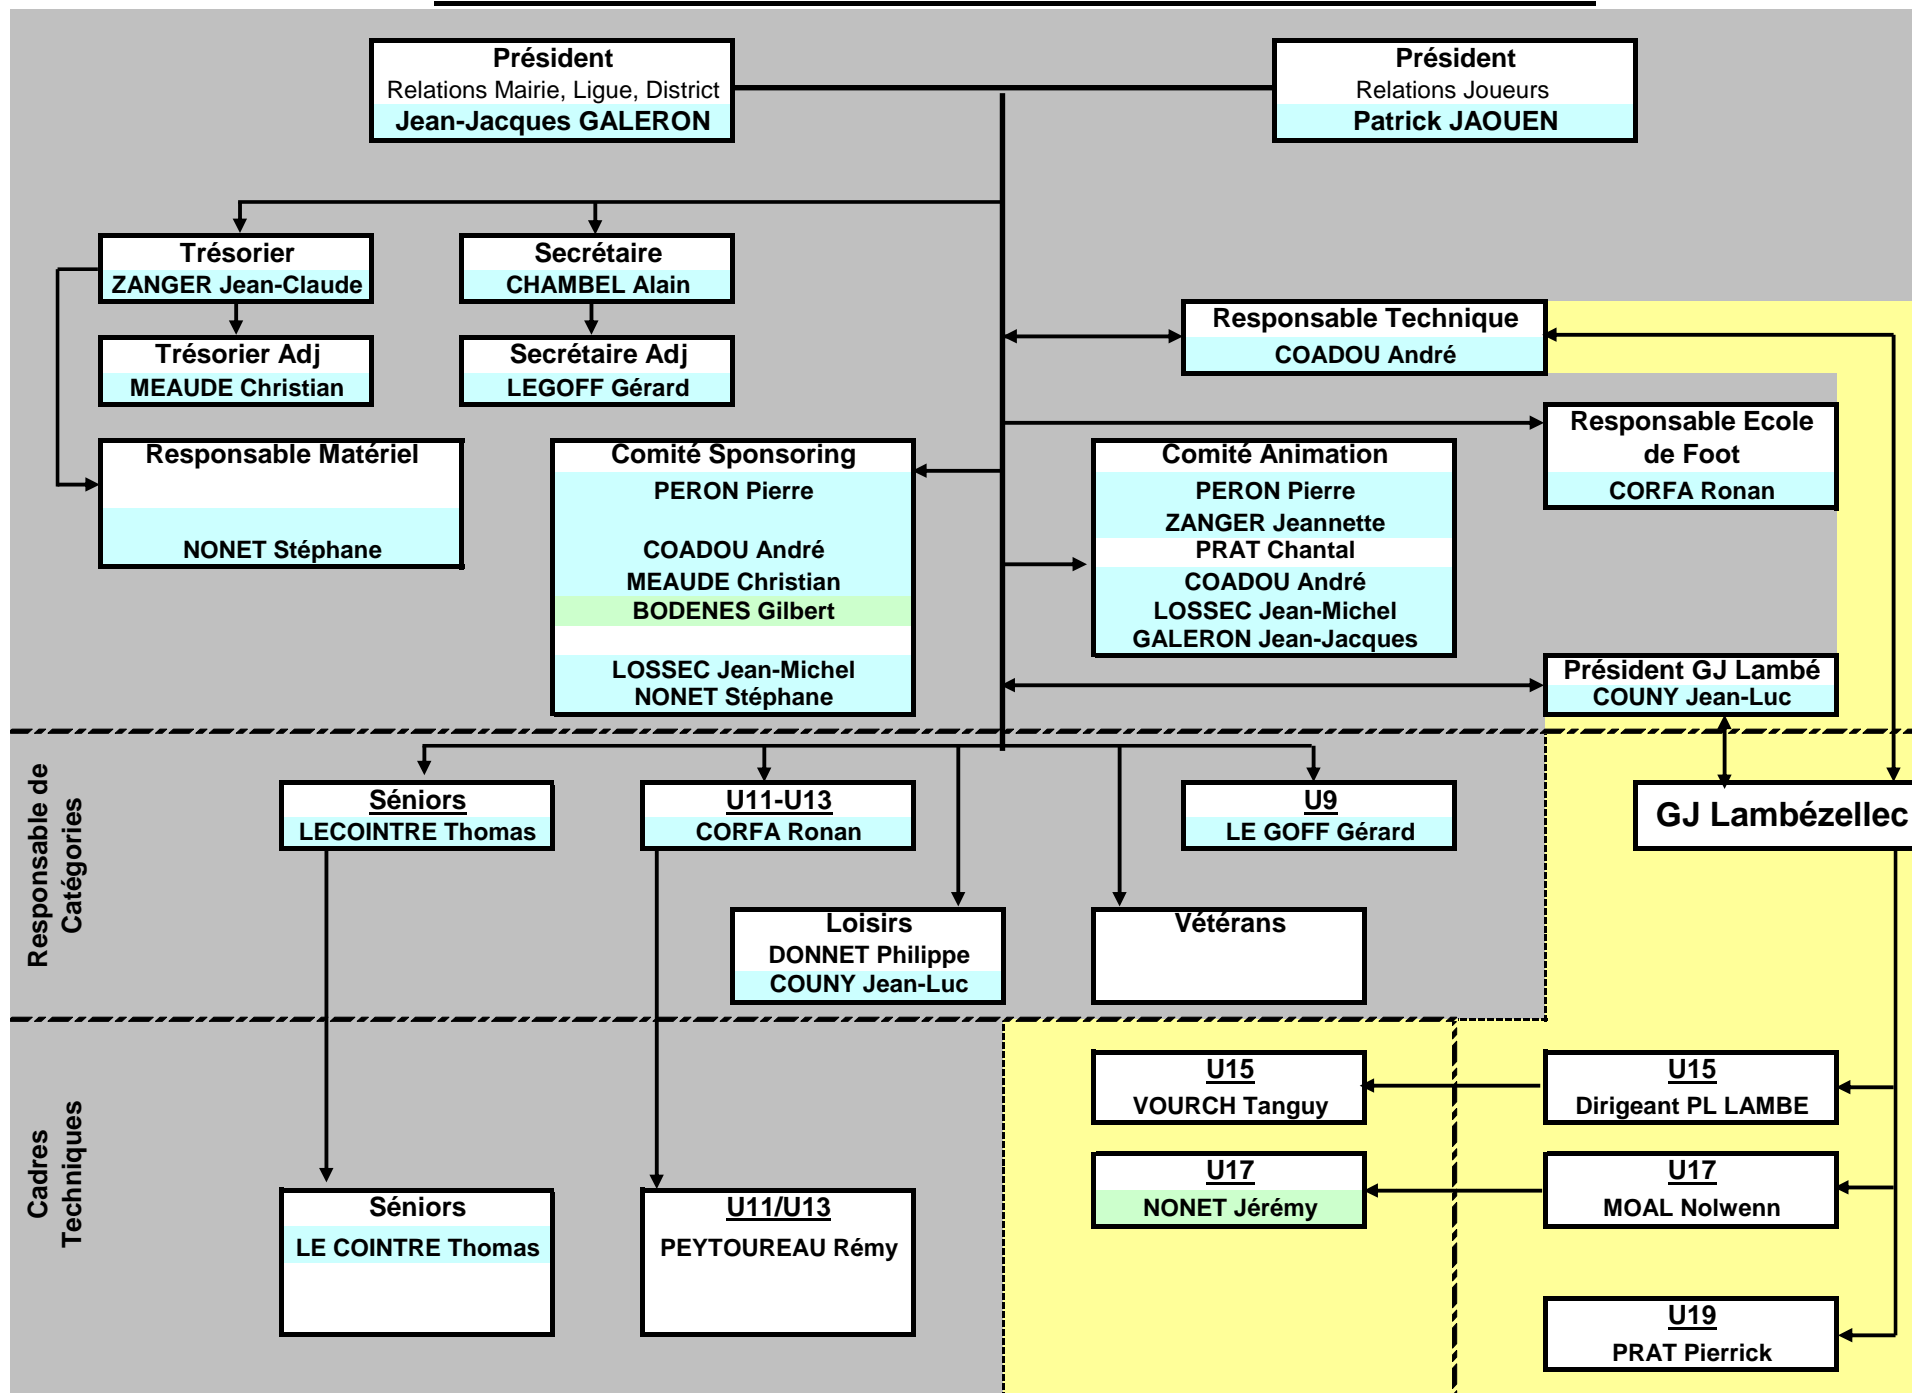 Président
Relations Mairie, Ligue, District
Jean-Jacques GALERON
Président
Relations Joueurs
Patrick JAOUEN
Trésorier
ZANGER Jean-Claude
Secrétaire
CHAMBEL Alain
Responsable Technique
COADOU André
Trésorier Adj
MEAUDE Christian
Secrétaire Adj
LEGOFF Gérard
Responsable Ecole
de Foot
CORFA Ronan
Responsable Matériel
NONET Stéphane
Comité Sponsoring
PERON Pierre
COADOU André
MEAUDE Christian
BODENES Gilbert
LOSSEC Jean-Michel
NONET Stéphane
Comité Animation
PERON Pierre
ZANGER Jeannette
PRAT Chantal
COADOU André
LOSSEC Jean-Michel
GALERON Jean-Jacques
Président GJ Lambé
COUNY Jean-Luc
Responsable de
Catégories
Séniors
LECOINTRE Thomas
U11-U13
CORFA Ronan
U9
LE GOFF Gérard
GJ Lambézellec
Loisirs
DONNET Philippe
COUNY Jean-Luc
Vétérans
Cadres
Techniques
U15
VOURCH Tanguy
U15
Dirigeant PL LAMBE
U17
NONET Jérémy
U17
MOAL Nolwenn
Séniors
LE COINTRE Thomas
U11/U13
PEYTOUREAU Rémy
U19
PRAT Pierrick